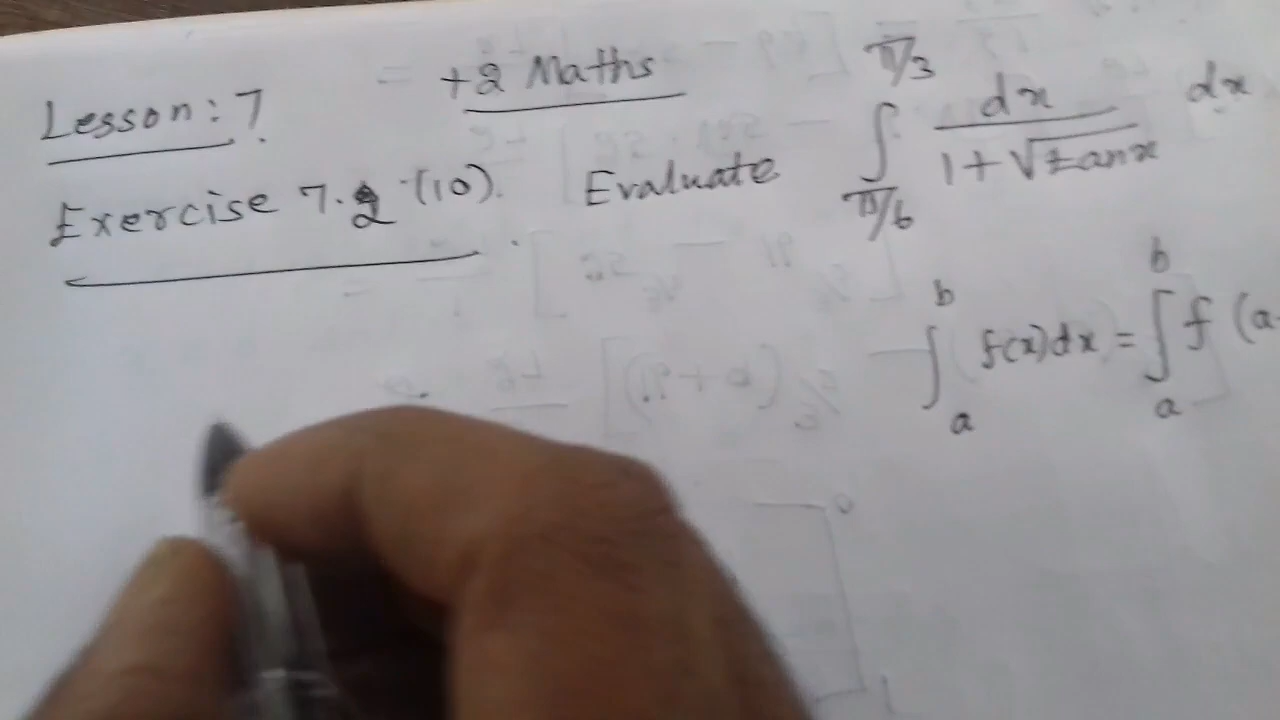 +2 Maths
Lesson: 7.
Exercise 7.2 (10). Evaluate ∫_{π/6}^{π/3} dx / (1+√tanx) dx
∫_a^b f(x)dx = ∫_a^b f (a